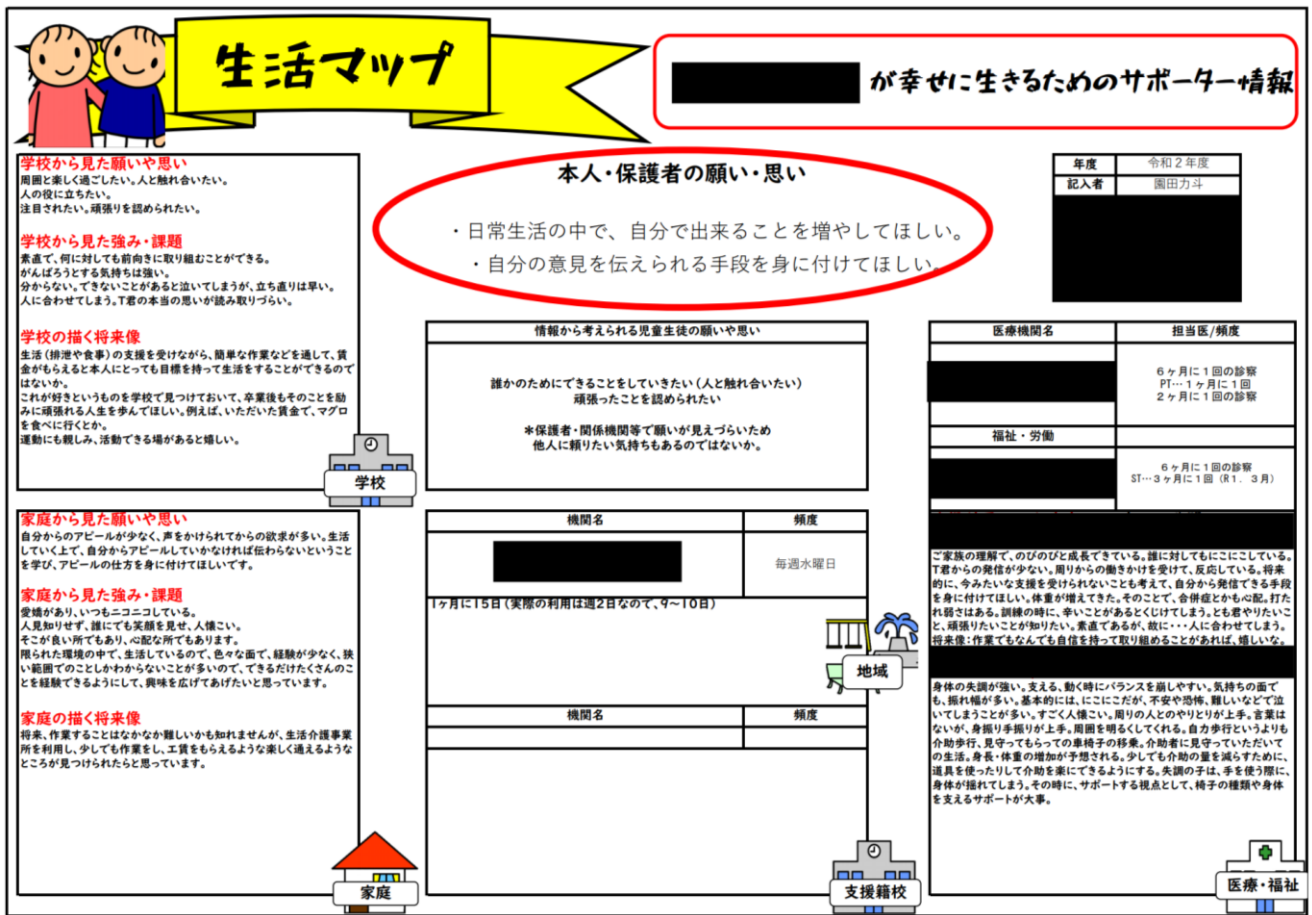 生活マップ
が幸せに生きるためのサポーター情報
学校から見た願いや思い
周囲と楽しく過ごしたい。人と触れ合いたい。
人の役に立ちたい。
注目されたい。頑張りを認められたい。
学校から見た強み・課題
素直で、何に対しても前向きに取り組むことができる。
がんばろうとする気持ちは強い。
分からない。できないことがあると泣いてしまうが、立ち直りは早い。
人に合わせてしまう。T君の本当の思いが読み取りづらい。
学校の描く将来像
生活(排泄や食事)の支援を受けながら、簡単な作業などを通して、賃
金がもらえると本人にとっても目標を持って生活をすることができるので
はないか。
これが好きというものを学校で見つけておいて、卒業後もそのことを励
みに頑張れる人生を歩んでほしい。例えば、いただいた賃金で、マグロ
を食べに行くとか。
運動にも親しみ、活動できる場があると嬉しい。
学校
本人・保護者の願い・思い
・日常生活の中で、自分で出来ることを増やしてほしい。
・自分の意見を伝えられる手段を身に付けてほしい。
年度 令和2年度
記入者 園田力斗
情報から考えられる児童生徒の願いや思い
誰かのためにできることをしていきたい(人と触れ合いたい)
頑張ったことを認められたい
*保護者・関係機関等で願いが見えづらいため
他人に頼りたい気持ちもあるのではないか。
医療機関名 担当医/頻度
6ヶ月に1回の診察
PT…1ヶ月に1回
2ヶ月に1回の診察
福祉・労働
6ヶ月に1回の診察
ST…3ヶ月に1回(R1.3月)
家庭から見た願いや思い
自分からのアピールが少なく、声をかけられてからの欲求が多い。生活
していく上で、自分からアピールしていかなければ伝わらないということ
を学び、アピールの仕方を身に付けてほしいです。
家庭から見た強み・課題
愛嬌があり、いつもニコニコしている。
人見知りせず、誰にでも笑顔を見せ、人懐こい。
そこが良い所でもあり、心配な所でもあります。
限られた環境の中で、生活しているので、色々な面で、経験が少なく、狭
い範囲でのことしかわからないことが多いので、できるだけたくさんのこ
とを経験できるようにして、興味を広げてあげたいと思っています。
家庭の描く将来像
将来、作業することはなかなか難しいかも知れませんが、生活介護事業
所を利用し、少しでも作業をし、工賃をもらえるような楽しく通えるような
ところが見つけられたらと思っています。
家庭
機関名 頻度
毎週水曜日
1ヶ月に15日(実際の利用は週2日なので、9~10日)
地域
機関名 頻度
支援籍校
ご家族の理解で、のびのびと成長できている。誰に対してもにこにこしている。
T君からの発信が少ない。周りからの働きかけを受けて、反応している。将来
的に、今みたいな支援を受けられないことも考えて、自分から発信できる手段
を身に付けてほしい。体重が増えてきた。そのことで、合併症とかも心配。打た
れ弱さはある。訓練の時に、辛いことがあるとくじけてしまう。とも君やりたいこ
と、頑張りたいことが知りたい。素直であるが、故に・・・人に合わせてしまう。
将来像:作業でもなんでも自信を持って取り組めることがあれば、嬉しいな。
身体の失調が強い。支える、動く時にバランスを崩しやすい。気持ちの面で
も、振れ幅が多い。基本的には、にこにこだが、不安や恐怖、難しいなどで泣
いてしまうことが多い。すごく人懐こい。周りの人とのやりとりが上手。言葉は
ないが、身振り手振りが上手。周囲を明るくしてくれる。自力歩行というよりも
介助歩行、見守ってもらっての車椅子の移乗。介助者に見守っていただいて
の生活。身長・体重の増加が予想される。少しでも介助の量を減らすために、
道具を使ったりして介助を楽にできるようにする。失調の子は、手を使う際に、
身体が揺れてしまう。その時に、サポートする視点として、椅子の種類や身体
を支えるサポートが大事。
医療・福祉